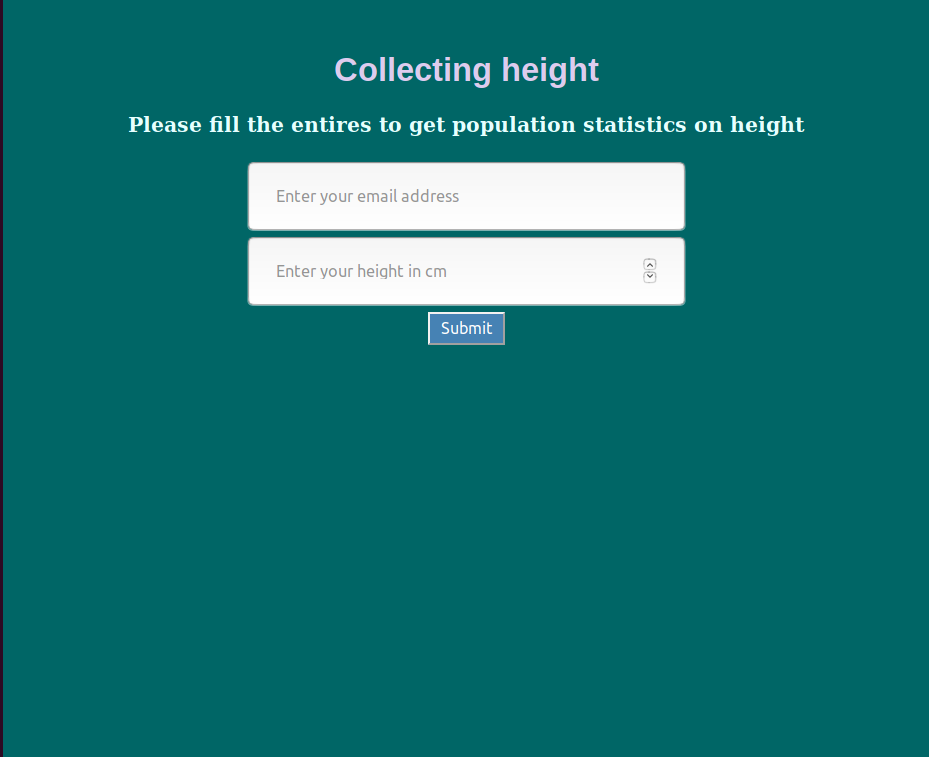 Collecting height
Please fill the entires to get population statistics on height
Enter your email address
Enter your height in cm
Submit